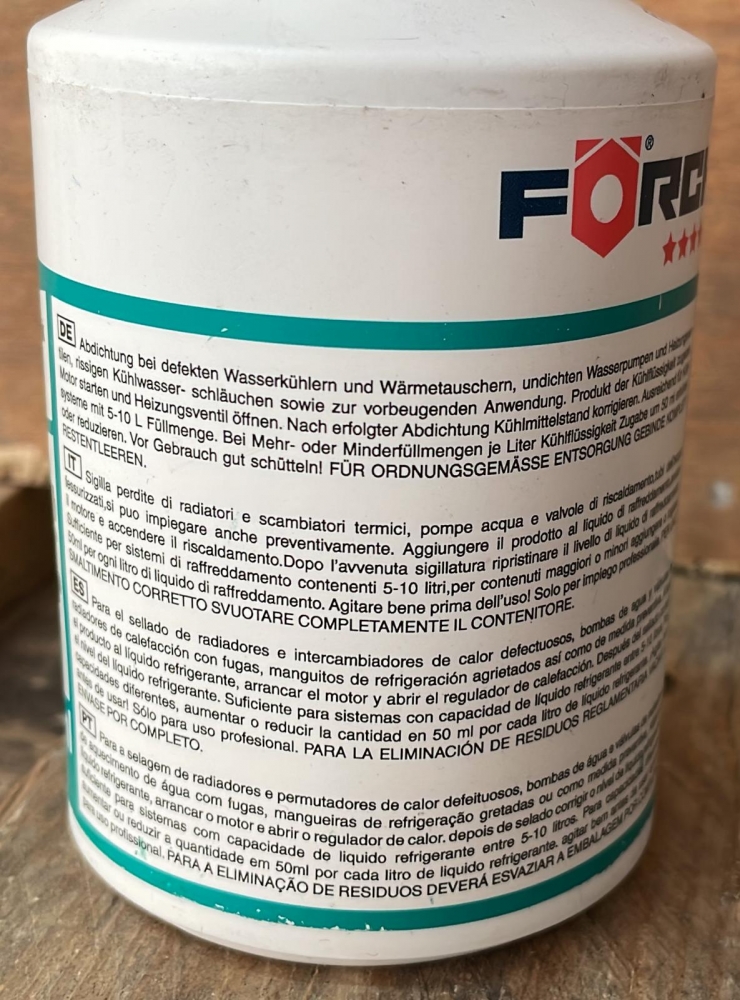 FORC
®
DE Abdichtung bei defekten Wasserkühlern und Wärmetauschern, undichten Wasserpumpen und
rissigen Kühlwasser- schläuchen sowie zur vorbeugenden Anwendung. Produkt der Kühlflüssigkeit
Motor starten und Heizungsventil öffnen. Nach erfolgter Abdichtung Kühlmittelstand korrigieren. Ausreichend
systeme mit 5-10 L Füllmenge. Bei Mehr- oder Minderfüllmengen je Liter Kühlflüssigkeit Zugabe um 50 ml
oder reduzieren. Vor Gebrauch gut schütteln! FÜR ORDNUNGSGEMÄSSE ENTSORGUNG GEBINDE
RESTENTLEEREN.
IT Sigilla perdite di radiatori e scambiatori termici, pompe acqua e valvole di riscaldamento,tubi
fessurizzati,si puo impiegare anche preventivamente. Aggiungere il prodotto al liquido di raffreddamento,
il motore e accendere il riscaldamento.Dopo l'avvenuta sigillatura ripristinare il livello di liquido di
Sufficiente per sistemi di raffreddamento contenenti 5-10 litri,per contenuti maggiori o minori aggiungere
50ml per ogni litro di liquido di raffreddamento. Agitare bene prima dell'uso! Solo per impiego professionale.
SMALTIMENTO CORRETTO SVUOTARE COMPLETAMENTE IL CONTENITORE.
ES Para el sellado de radiadores e intercambiadores de calor defectuosos, bombas de agua y
radiadores de calefacción con fugas, manguitos de refrigeración agrietados así como de medida
el producto al líquido refrigerante, arrancar el motor y abrir el regulador de calefacción. Después del
el nivel del líquido refrigerante. Suficiente para sistemas con capacidad de líquido refrigerante entre 5-10
capacidades diferentes, aumentar o reducir la cantidad en 50 ml por cada litro de líquido refrigerante.
antes de usar! Sólo para uso profesional. PARA LA ELIMINACIÓN DE RESIDUOS REGLAMENTARIA
ENVASE POR COMPLETO.
PT Para a selagem de radiadores e permutadores de calor defeituosos, bombas de água e válvulas
de aquecimento de água com fugas, mangueiras de refrigeração gretadas ou como medida
líquido refrigerante, arrancar o motor e abrir o regulador de calor. depois de selado corrigir o nível de
Suficiente para sistemas com capacidade de liquido refrigerante entre 5-10 litros. Para
aumentar ou reduzir a quantidade em 50ml por cada litro de liquido refrigerante. agitar bem antes
para uso profissional. PARA A ELIMINAÇÃO DE RESIDUOS DEVERÁ ESVAZIAR A EMBALAGEM POR